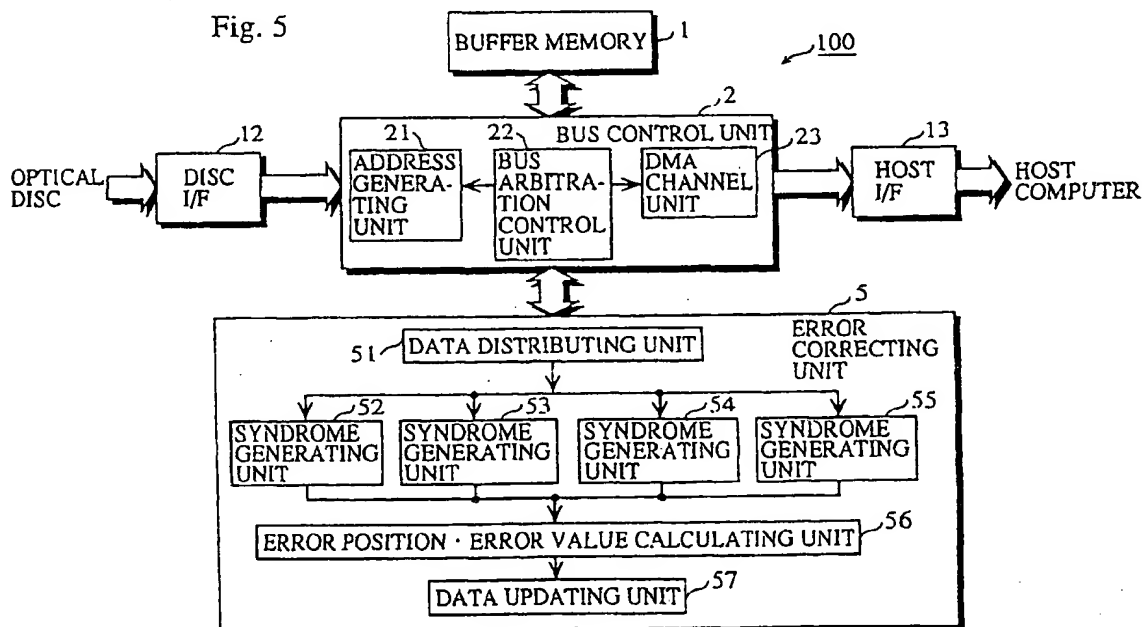 Fig. 5
BUFFER MEMORY
1
100
2
BUS CONTROL UNIT
12
OPTICAL
DISC
DISC
I/F
21
ADDRESS
GENERA-
TING
UNIT
22
BUS
ARBITRA-
TION
CONTROL
UNIT
23
DMA
CHANNEL
UNIT
13
HOST
I/F
HOST
COMPUTER
5
ERROR
CORRECTING
UNIT
51
DATA DISTRIBUTING UNIT
52
SYNDROME
GENERATING
UNIT
53
SYNDROME
GENERATING
UNIT
54
SYNDROME
GENERATING
UNIT
55
SYNDROME
GENERATING
UNIT
56
ERROR POSITION · ERROR VALUE CALCULATING UNIT
57
DATA UPDATING UNIT